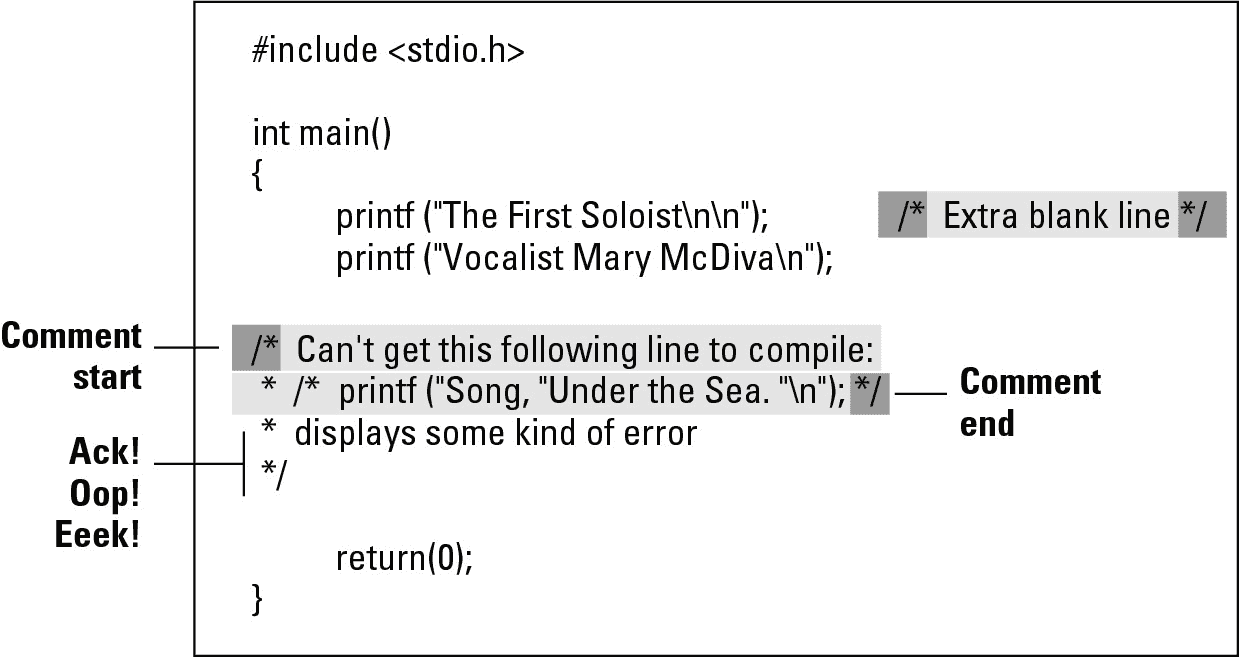 #include <stdio.h>
int main()
{
printf ("The First Soloist\n\n"); /* Extra blank line */
printf ("Vocalist Mary McDiva\n");
Comment start
/* Can't get this following line to compile:
* /* printf ("Song, "Under the Sea. "\n"); */
Comment end
* displays some kind of error
*/
Ack!
Oop!
Eeek!
return(0);
}